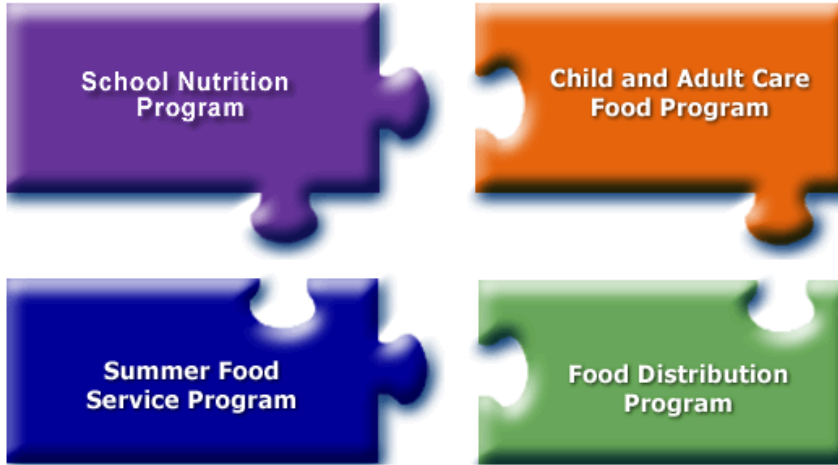 School Nutrition
Program
Child and Adult Care
Food Program
Summer Food
Service Program
Food Distribution
Program